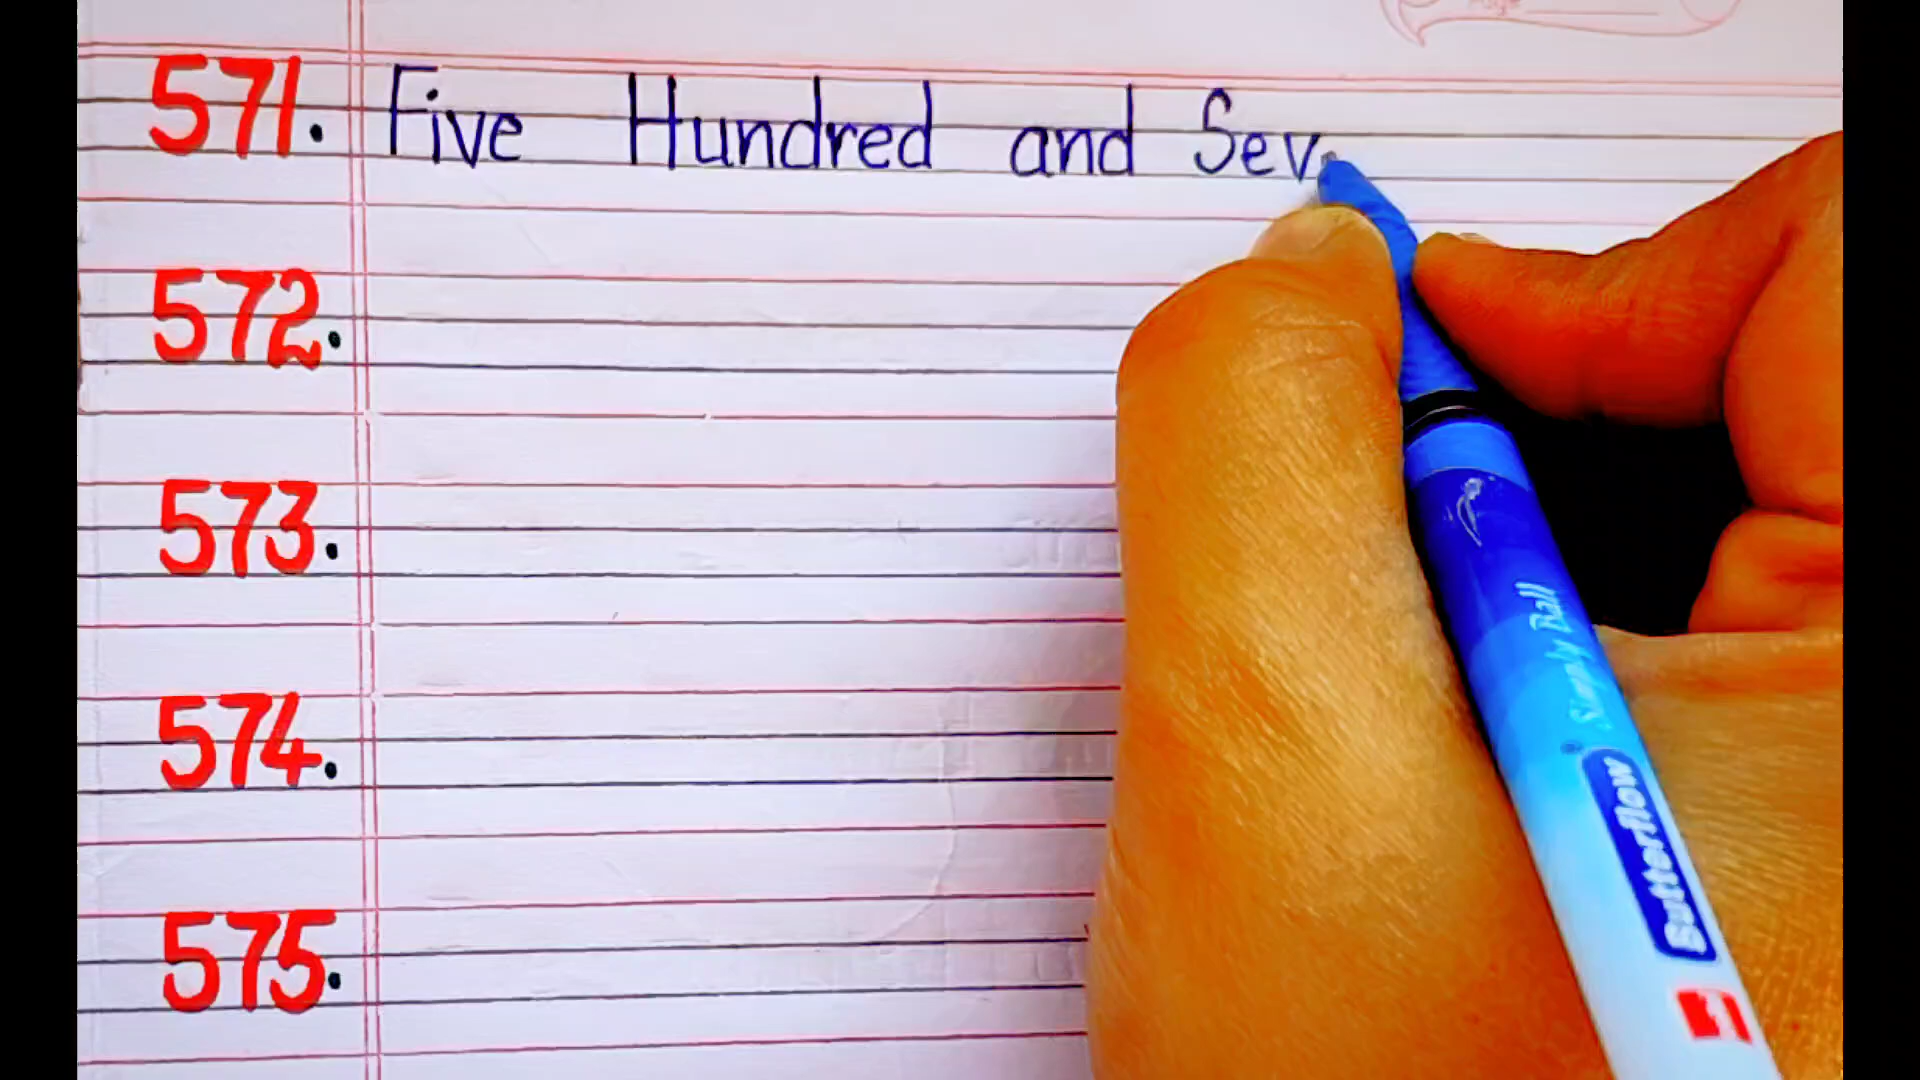 571. Five Hundred and Sev
572.
573.
574.
575.
Simply Ball
Butterflow